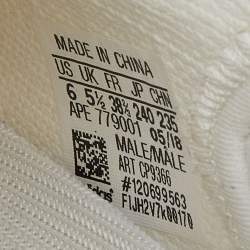 MADE IN CHINA
US UK FR JP CHN
6 5½ 38⅔ 240 235
APE 779001 05/18
MALE/MALE
ART CP9366
#120699563
F1JH2V7K00170